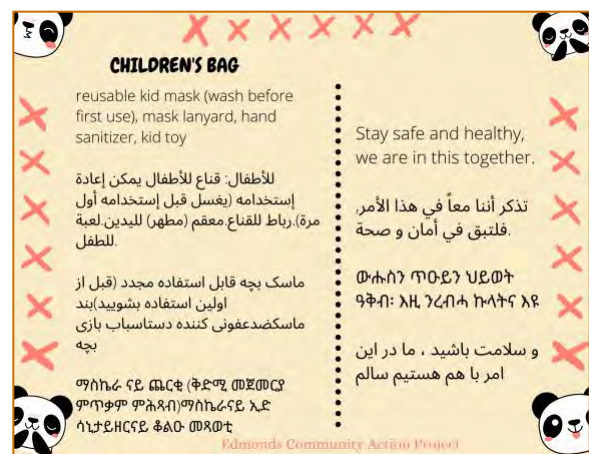 CHILDREN'S BAG
reusable kid mask (wash before
first use), mask lanyard, hand
sanitizer, kid toy
للأطفال: قناع للأطفال يمكن إعادة
إستخدامه (يغسل قبل إستخدامه أول
مرة).رباط للقناع.معقم (مطهر) لليدين.لعبة
للطفل.
ماسک بچه قابل استفاده مجدد (قبل از
اولین استفاده بشویید)بند
ماسکضدعفونی کننده دستاسباب بازی
بچه
ማስኬራ ናይ ጨርቂ (ቅድሚ መጀመርያ
ምጥቃም ምሕጻብ)ማስኬራናይ ኢድ
ሳኒታይዘርናይ ቆልዑ መጻወቲ
Stay safe and healthy,
we are in this together.
تذكر أننا معاً في هذا الأمر,
فلتبق في أمان و صحة.
ውሑስን ጥዑይን ህይወት
ዓቅብ፡ እዚ ንረብሓ ኩላትና እዩ
و سلامت باشید ، ما در این
امر با هم هستیم سالم
Edmonds Community Action Project